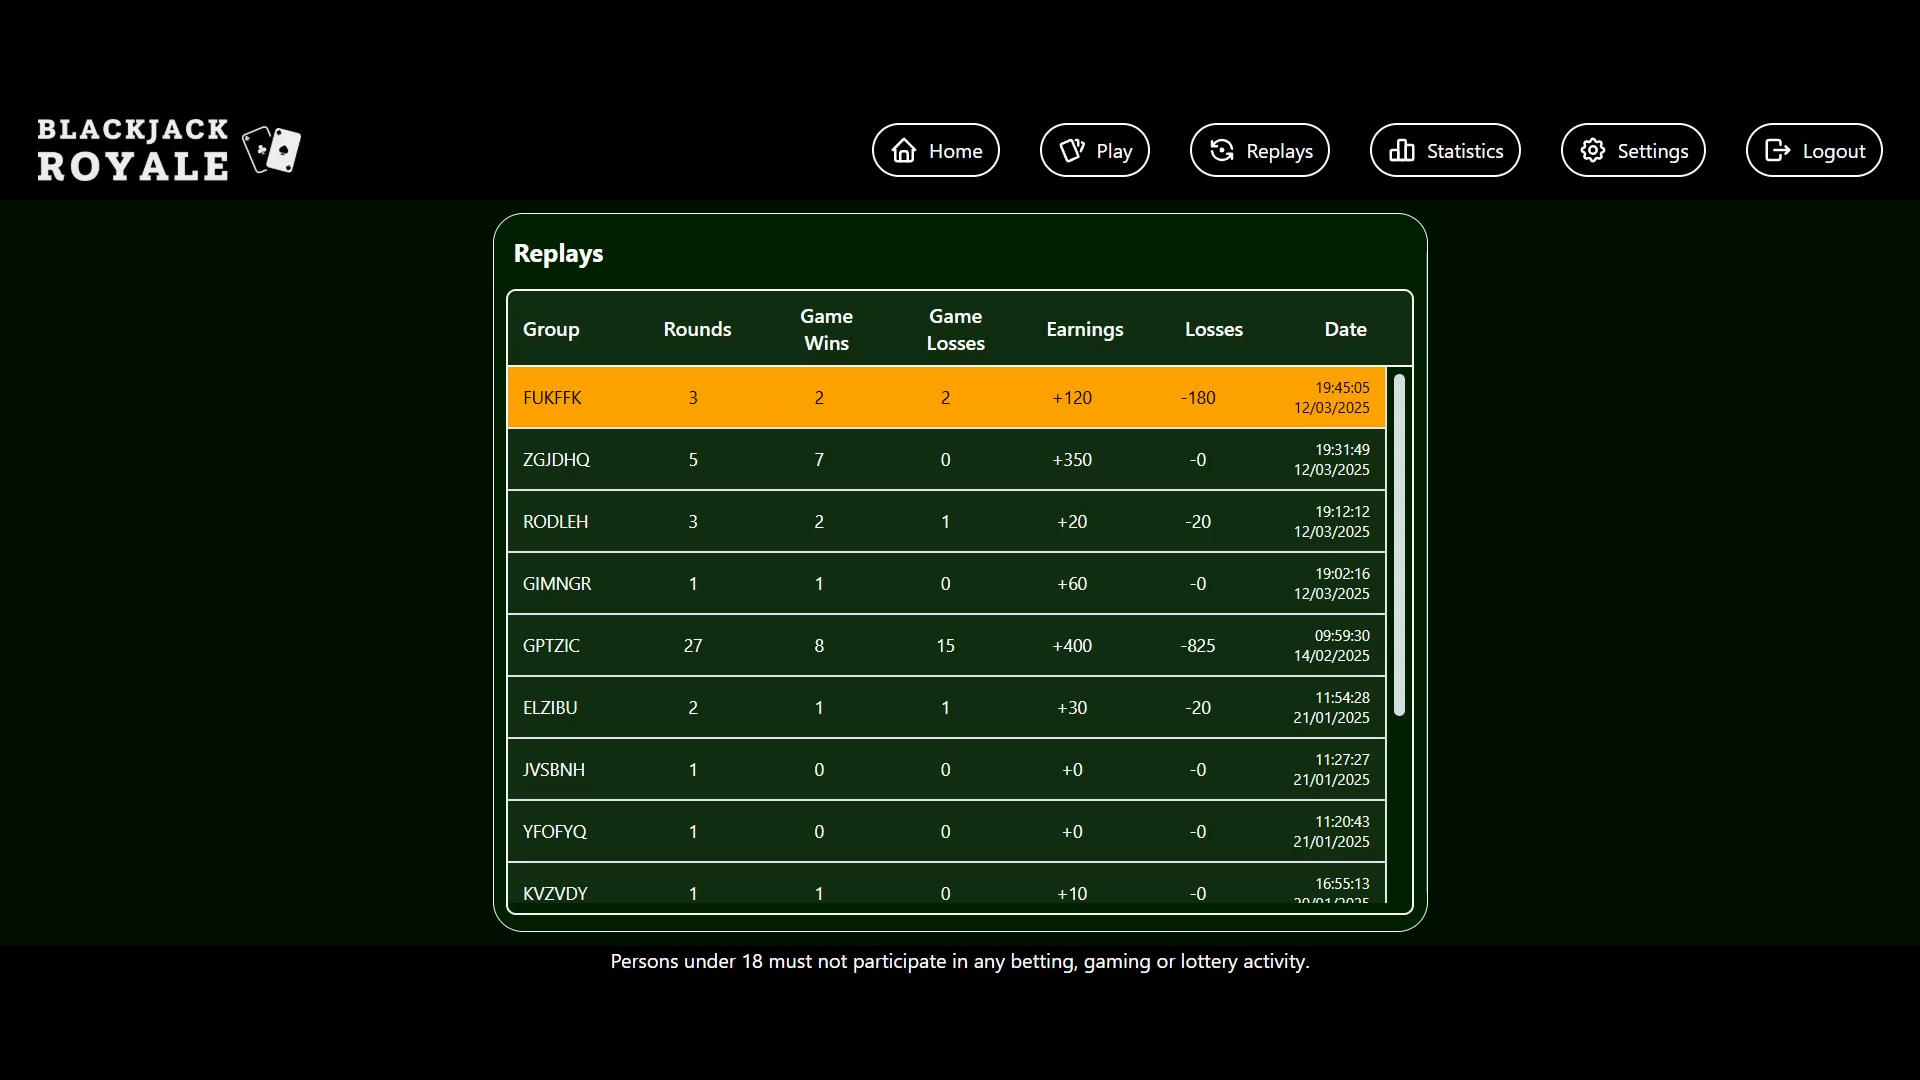 BLACKJACK
ROYALE
Home Play Replays Statistics Settings Logout
Replays
Group Rounds Game Wins Game Losses Earnings Losses Date
FUKFFK 3 2 2 +120 -180 19:45:05 12/03/2025
ZGJDHQ 5 7 0 +350 -0 19:31:49 12/03/2025
RODLEH 3 2 1 +20 -20 19:12:12 12/03/2025
GIMNGR 1 1 0 +60 -0 19:02:16 12/03/2025
GPTZIC 27 8 15 +400 -825 09:59:30 14/02/2025
ELZIBU 2 1 1 +30 -20 11:54:28 21/01/2025
JVSBNH 1 0 0 +0 -0 11:27:27 21/01/2025
YFOFYQ 1 0 0 +0 -0 11:20:43 21/01/2025
KVZVDY 1 1 0 +10 -0 16:55:13 20/01/2025
Persons under 18 must not participate in any betting, gaming or lottery activity.